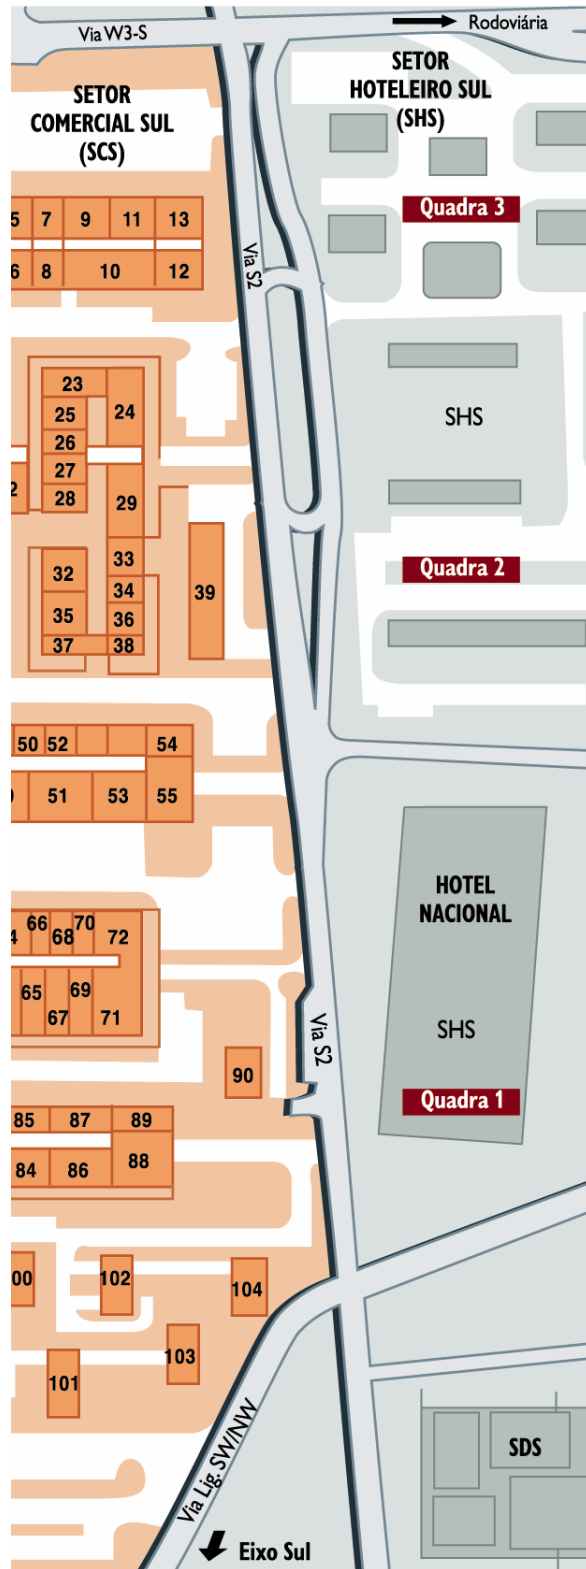 Rodoviária
Via W3-S
SETOR
COMERCIAL SUL
(SCS)
SETOR
HOTELEIRO SUL
(SHS)
5 7 9 11 13
Quadra 3
6 8 10 12
Via S2
23
24
25
26
27
28
29
SHS
2
33
32
34
35
36
37 38
39
Quadra 2
50 52 54
51 53 55
HOTEL
NACIONAL
66 68 70 72
65 67 69 71
SHS
Via S2
90
Quadra 1
85 87 89
84 86 88
00 102 104
103
101
Via Lig. SW/NW
SDS
Eixo Sul